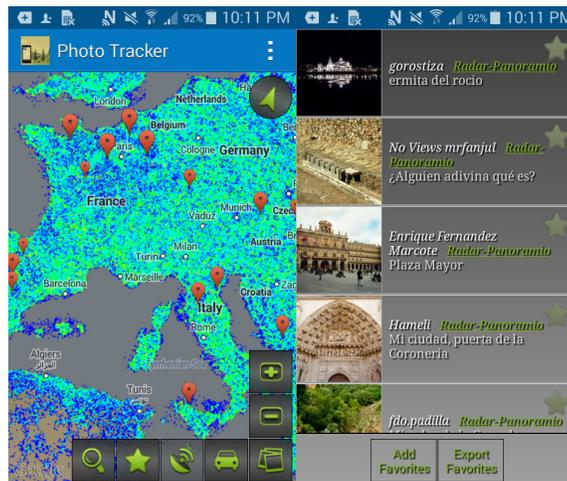 92% 10:11 PM
Photo Tracker
London
Netherlands
Belgium
Cologne Germany
France
Munich
Vaduz
Austria
Milan
Turin
Marseille
Croatia
Barcelona
Italy
Rome
Tyrrhenian Sea
Algiers
الجزائر
Tunis
تونس
92% 10:11 PM
gorostiza Radar-Panoramio
ermita del rocio
No Views mrfanjul Radar-
Panoramio
¿Alguien adivina qué es?
Enrique Fernandez
Marcote Radar-Panoramio
Plaza Mayor
Hameli Radar-Panoramio
Mi ciudad, puerta de la
Coronería
fdo.padilla Radar-Panoramio
Add
Favorites
Export
Favorites